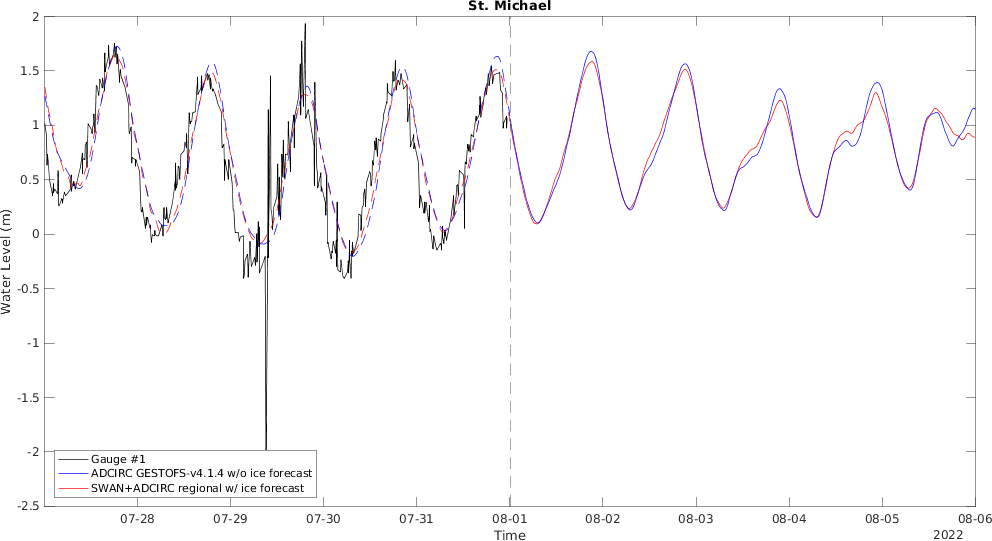 St. Michael
2
1.5
1
0.5
0
-0.5
-1
-1.5
-2
-2.5
Water Level (m)
Gauge #1
ADCIRC GESTOFS-v4.1.4 w/o ice forecast
SWAN+ADCIRC regional w/ ice forecast
07-28 07-29 07-30 07-31 08-01 08-02 08-03 08-04 08-05 08-06
Time
2022